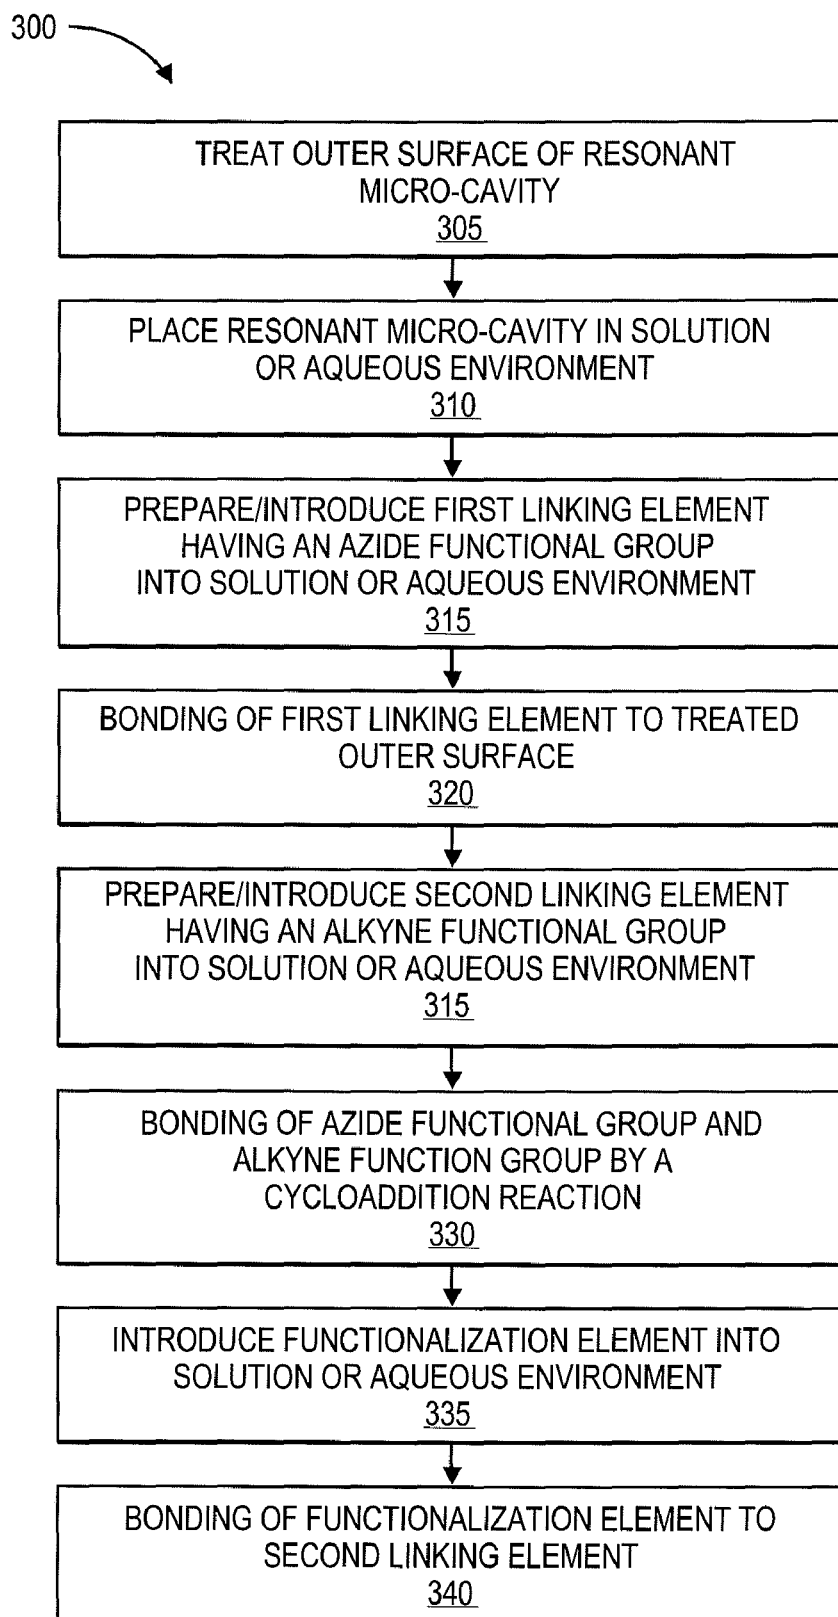 300
TREAT OUTER SURFACE OF RESONANT
MICRO-CAVITY
305
PLACE RESONANT MICRO-CAVITY IN SOLUTION
OR AQUEOUS ENVIRONMENT
310
PREPARE/INTRODUCE FIRST LINKING ELEMENT
HAVING AN AZIDE FUNCTIONAL GROUP
INTO SOLUTION OR AQUEOUS ENVIRONMENT
315
BONDING OF FIRST LINKING ELEMENT TO TREATED
OUTER SURFACE
320
PREPARE/INTRODUCE SECOND LINKING ELEMENT
HAVING AN ALKYNE FUNCTIONAL GROUP
INTO SOLUTION OR AQUEOUS ENVIRONMENT
315
BONDING OF AZIDE FUNCTIONAL GROUP AND
ALKYNE FUNCTION GROUP BY A
CYCLOADDITION REACTION
330
INTRODUCE FUNCTIONALIZATION ELEMENT INTO
SOLUTION OR AQUEOUS ENVIRONMENT
335
BONDING OF FUNCTIONALIZATION ELEMENT TO
SECOND LINKING ELEMENT
340